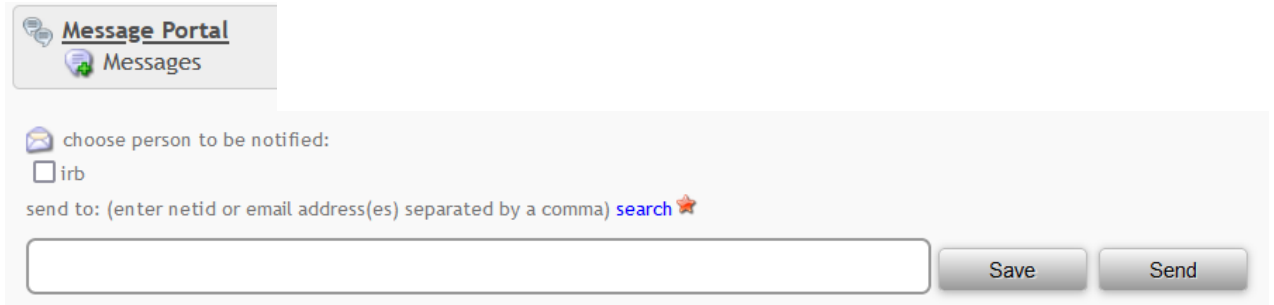 Message Portal
Messages
choose person to be notified:
irb
send to: (enter netid or email address(es) separated by a comma) search
Save Send